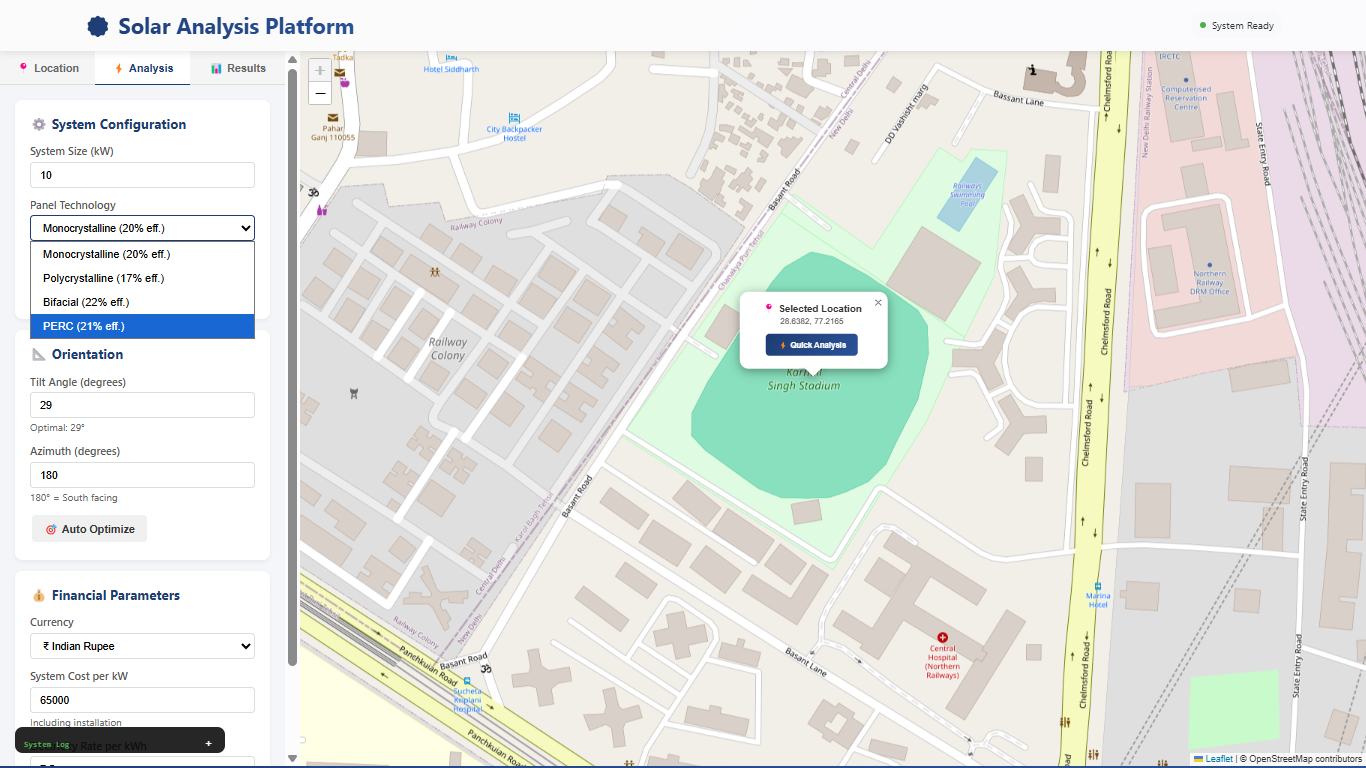 Solar Analysis Platform
System Ready
Location
Analysis
Results
System Configuration
System Size (kW)
10
Panel Technology
Monocrystalline (20% eff.)
Monocrystalline (20% eff.)
Polycrystalline (17% eff.)
Bifacial (22% eff.)
PERC (21% eff.)
Orientation
Tilt Angle (degrees)
29
Optimal: 29°
Azimuth (degrees)
180
180° = South facing
Auto Optimize
Financial Parameters
Currency
₹ Indian Rupee
System Cost per kW
65000
Including installation
Rate per kWh
System Log
+
+
−
Tadka
Hotel Siddharth
Pahar
Ganj 110055
City Backpacker
Hostel
Central Delhi
New Delhi
DD Vashisht marg
Bassant Lane
Chelmsford Road
New Delhi Railway Station
IRCTC
Computerised
Reservation
Centre
State Entry Road
Railways
Swimming
Pool
Basant Road
Railway Colony
Chanakya Puri Tehsil
Northern
Railway
DRM Office
Selected Location
×
28.6382, 77.2165
Quick Analysis
Karnail
Singh Stadium
Railway
Colony
Chelmsford Road
Chelmsford Road
Basant Road
Karol Bagh Tehsil
State Entry Road
Central Delhi
New Delhi
Railway Colony
Marina
Hotel
Central
Hospital
(Northern
Railways)
Basant Road
Panchkuian Road
Basant Lane
Sucheta
Kriplani
Hospital
Chelmsford Road
State Entry Road
Panchkuian Road
Leaflet | © OpenStreetMap contributors